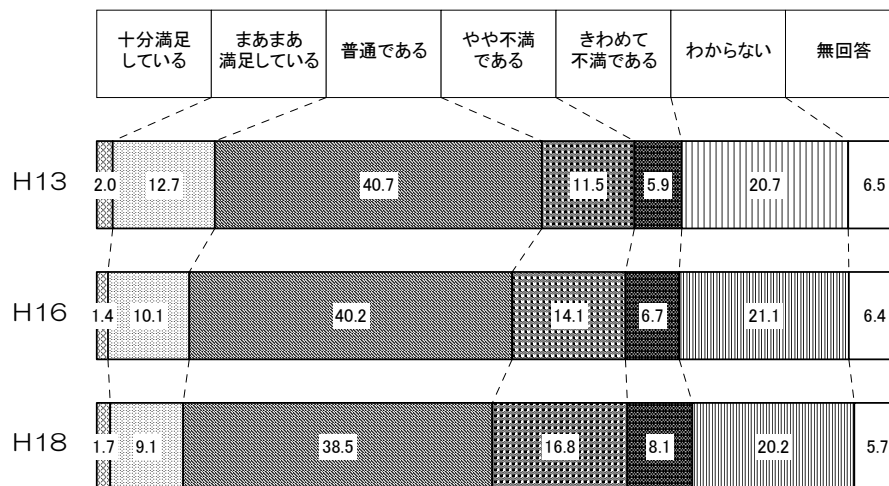 十分満足
している
まあまあ
満足している
普通である
やや不満
である
きわめて
不満である
わからない
無回答
H13
2.0
12.7
40.7
11.5
5.9
20.7
6.5
H16
1.4
10.1
40.2
14.1
6.7
21.1
6.4
H18
1.7
9.1
38.5
16.8
8.1
20.2
5.7